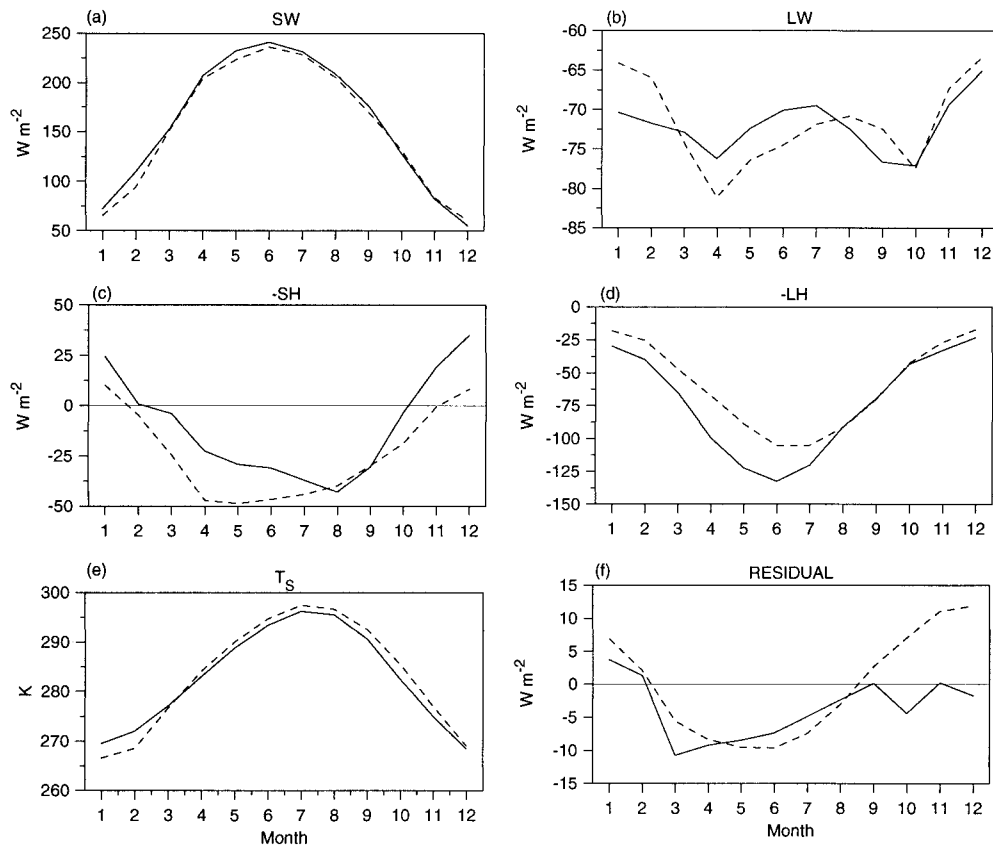 (a) SW
W m-2
250
200
150
100
50
1 2 3 4 5 6 7 8 9 10 11 12
(b) LW
W m-2
-60
-65
-70
-75
-80
-85
1 2 3 4 5 6 7 8 9 10 11 12
(c) -SH
W m-2
50
25
0
-25
-50
1 2 3 4 5 6 7 8 9 10 11 12
(d) -LH
W m-2
0
-25
-50
-75
-100
-125
-150
1 2 3 4 5 6 7 8 9 10 11 12
(e) TS
K
300
290
280
270
260
1 2 3 4 5 6 7 8 9 10 11 12
Month
(f) RESIDUAL
W m-2
15
10
5
0
-5
-10
-15
1 2 3 4 5 6 7 8 9 10 11 12
Month